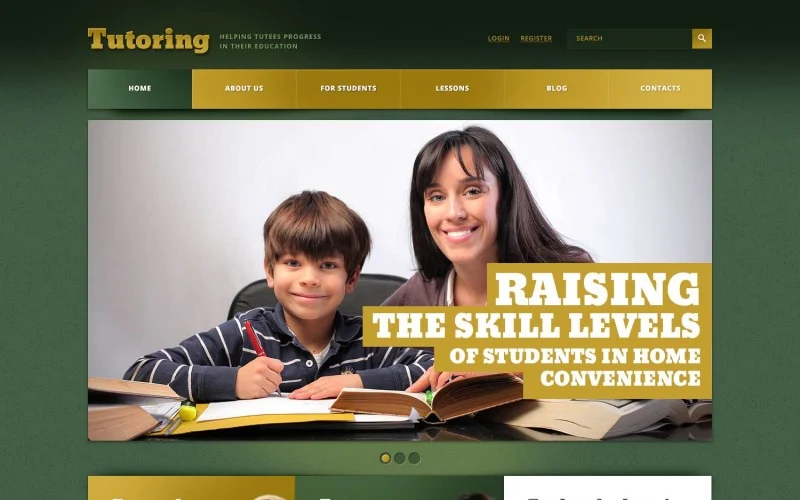 Tutoring
HELPING TUTEES PROGRESS
IN THEIR EDUCATION
LOGIN REGISTER SEARCH
HOME ABOUT US FOR STUDENTS LESSONS BLOG CONTACTS
RAISING
THE SKILL LEVELS
OF STUDENTS IN HOME
CONVENIENCE